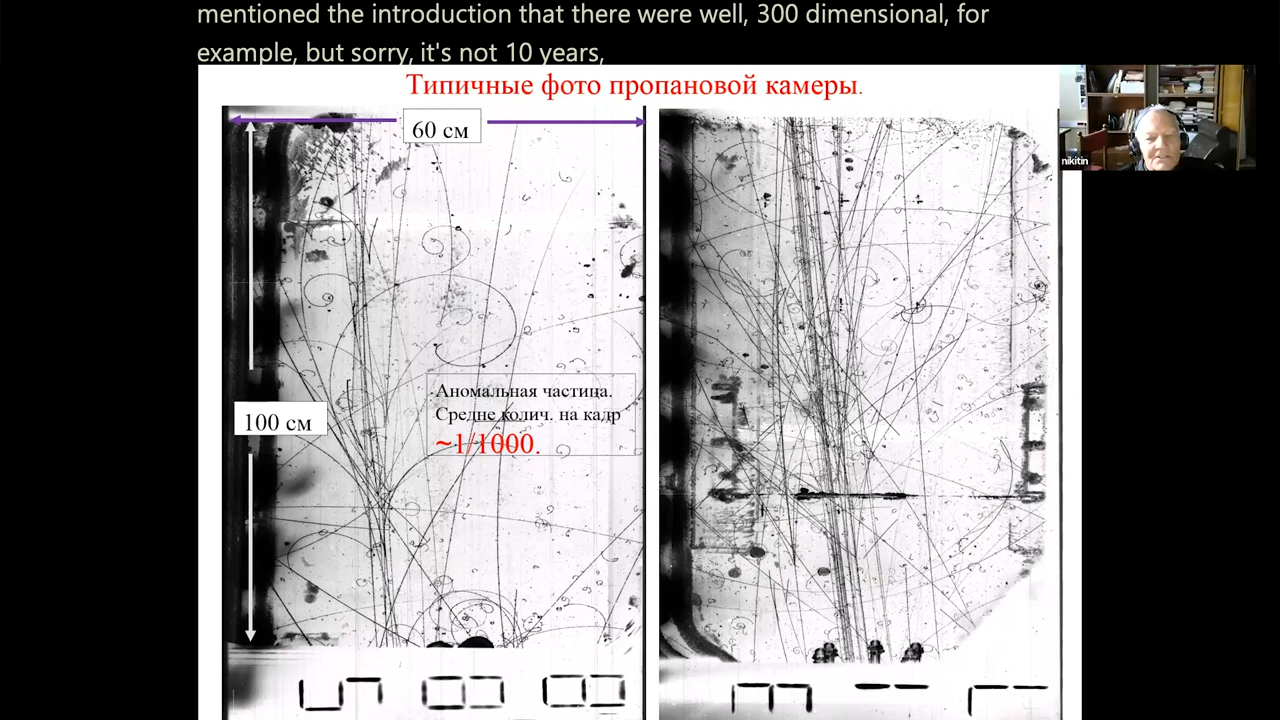 mentioned the introduction that there were well, 300 dimensional, for
example, but sorry, it's not 10 years,
Типичные фото пропановой камеры.
60 см
nikitin
Аномальная частица.
Средне колич. на кадр
~1/1000.
100 см